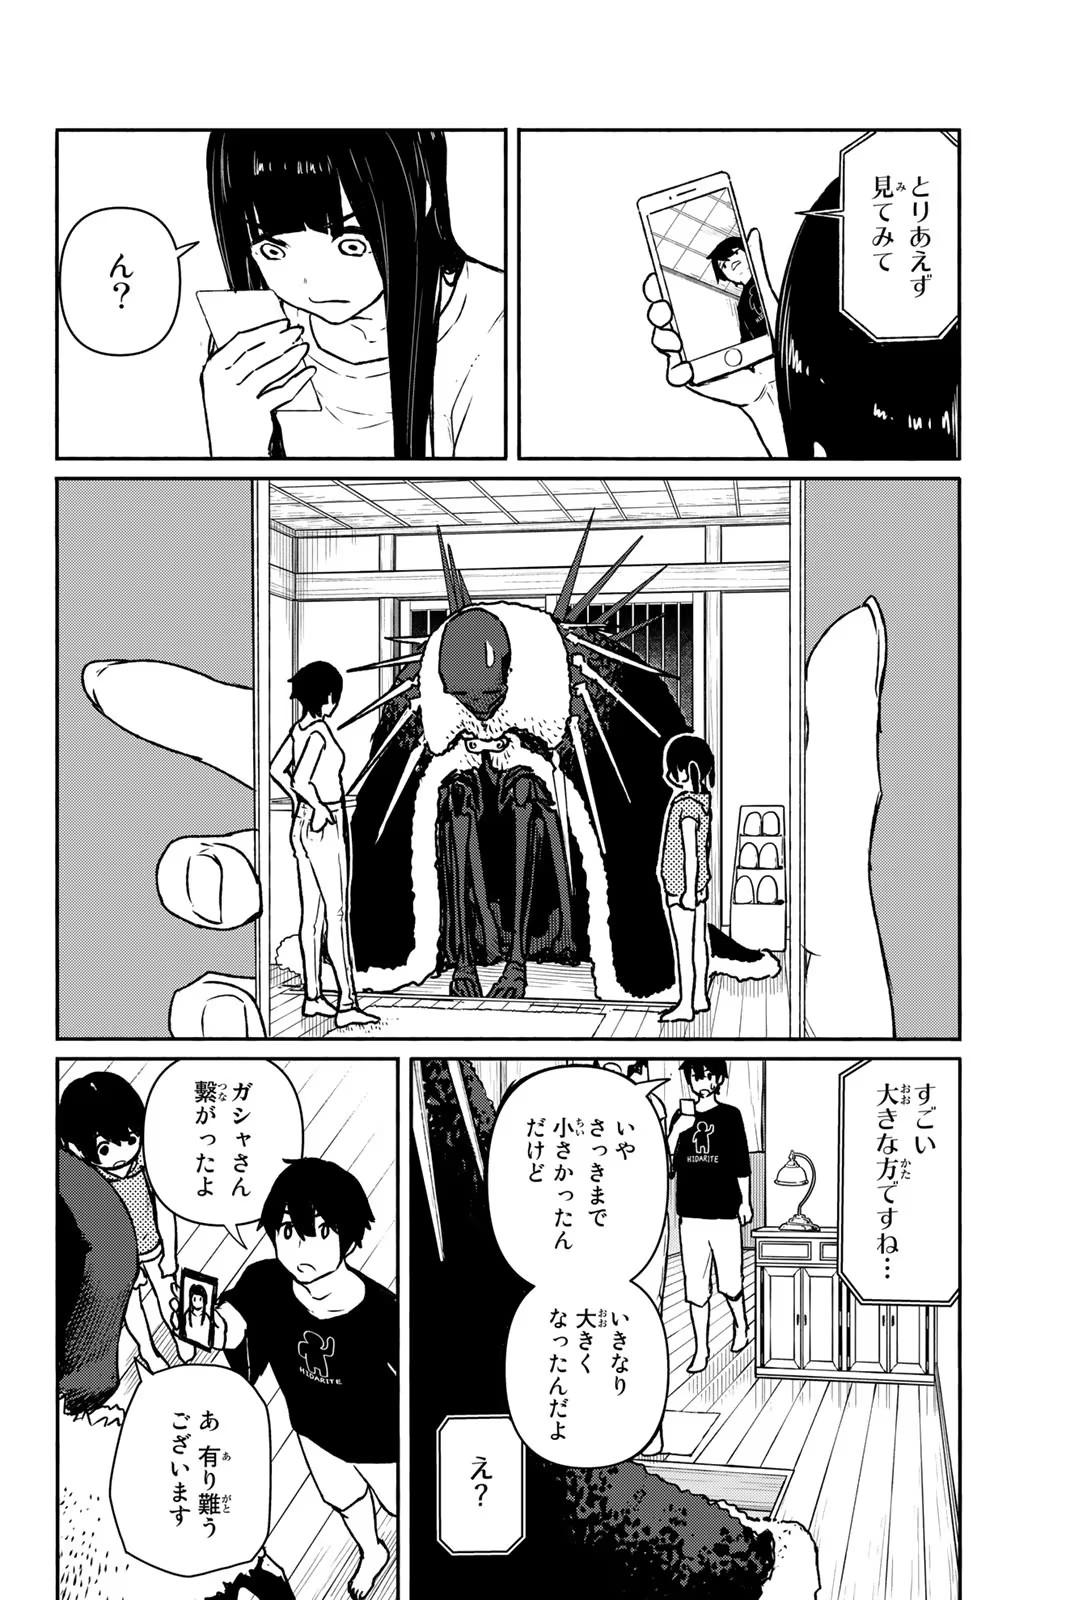 とりあえず
見てみて
ん？
すごい
大きな方ですね…
いや
さっきまで
小さかったん
だけど
いきなり
大きく
なったんだよ
え？
HIDARITE
ガシャさん
繋がったよ
HIDARITE
あ 有り難う
ございます